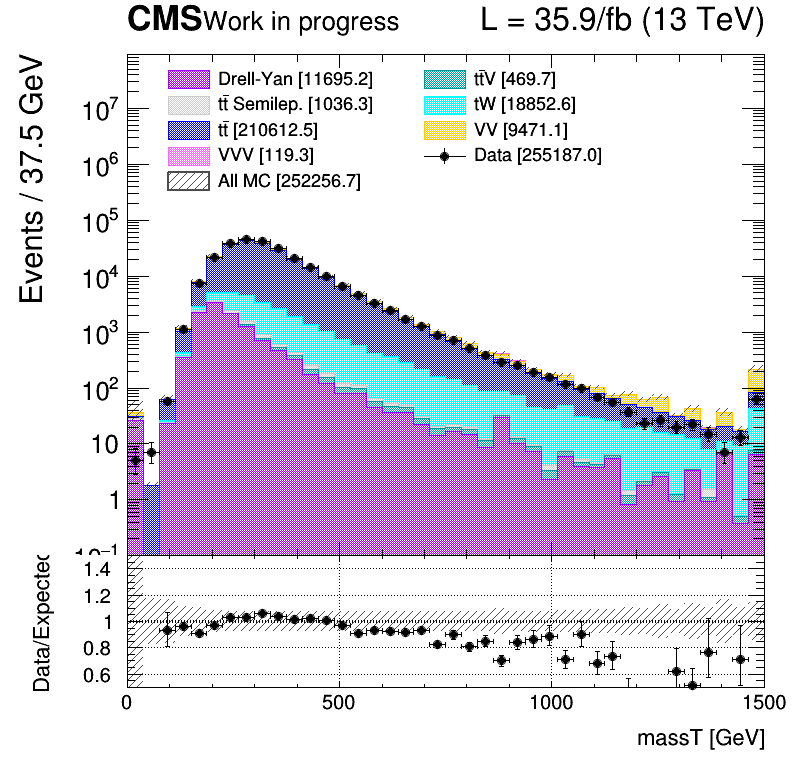 CMS Work in progress L = 35.9/fb (13 TeV)
Events / 37.5 GeV
Drell-Yan [11695.2]
tt̄ Semilep. [1036.3]
tt̄ [210612.5]
VVV [119.3]
All MC [252256.7]
tt̄V [469.7]
tW [18852.6]
VV [9471.1]
Data [255187.0]
10⁷
10⁶
10⁵
10⁴
10³
10²
10
1
10⁻¹
Data/Expected
1.4
1.2
1
0.8
0.6
0 500 1000 1500
massT [GeV]